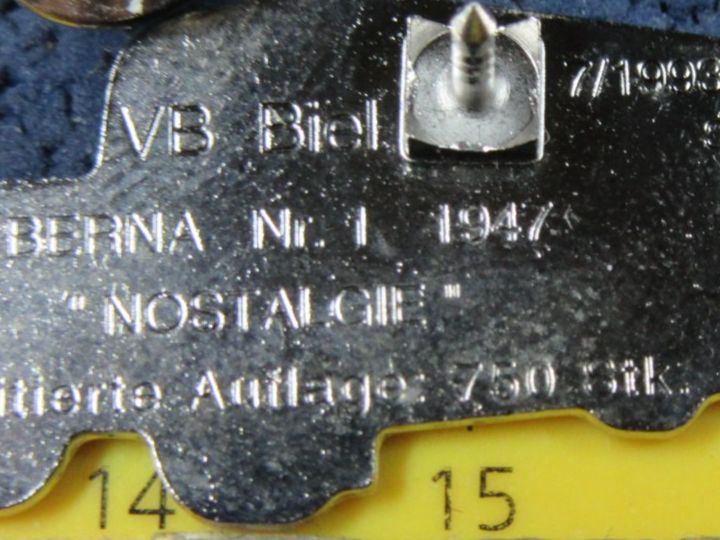 VB Biel 7/1993
BERNA Nr. 1 1947
"NOSTALGIE"
itierte Auflage: 750 Stk.
14 15